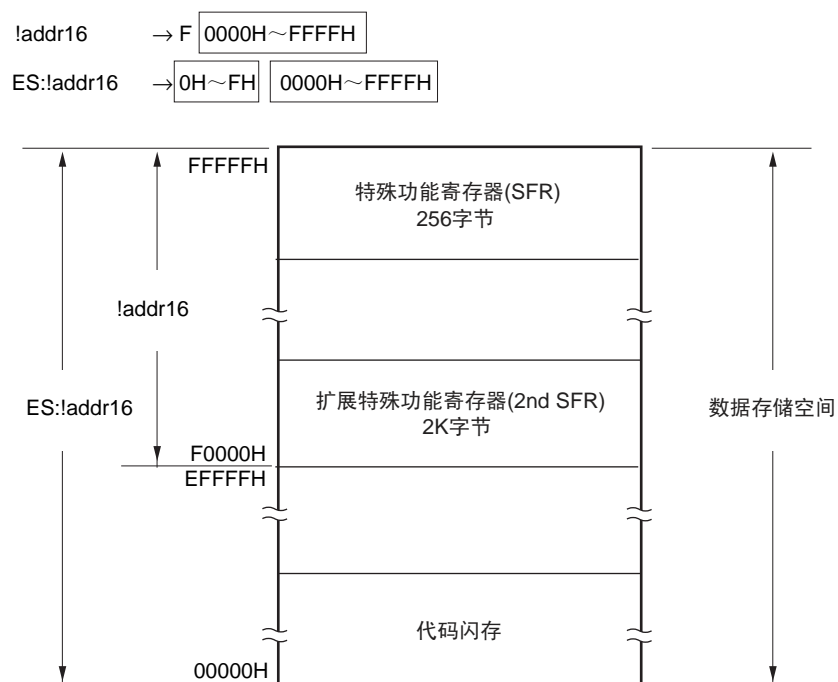 !addr16 → F 0000H～FFFFH
ES:!addr16 → 0H～FH 0000H～FFFFH
FFFFFH
特殊功能寄存器(SFR)
256字节
!addr16
ES:!addr16
扩展特殊功能寄存器(2nd SFR)
2K字节
数据存储空间
F0000H
EFFFFH
代码闪存
00000H